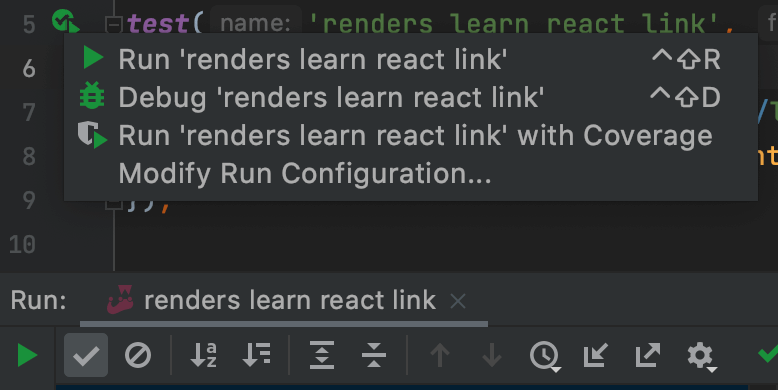 5 test( name: 'renders learn react link',
Run 'renders learn react link' ^⇧R
6
Debug 'renders learn react link' ^⇧D
7
Run 'renders learn react link' with Coverage
8
Modify Run Configuration...
9 });
10
Run: renders learn react link ×